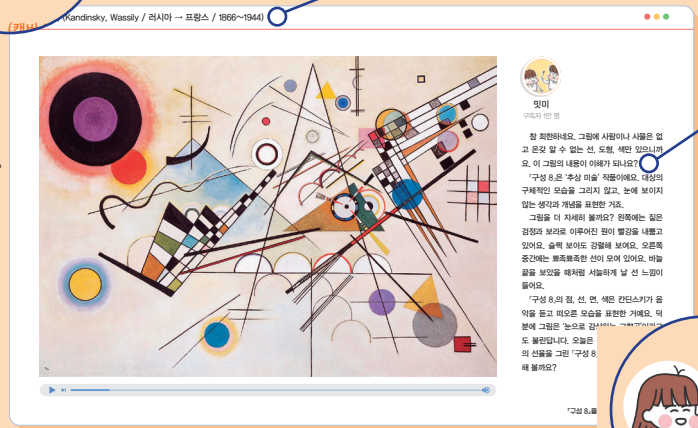 (Kandinsky, Wassily / 러시아 → 프랑스 / 1866~1944)
밋미
구독자 1만 명
참 희한하네요. 그림에 사람이나 사물은 없
고 온갖 알 수 없는 선, 도형, 색만 있으니까
요. 이 그림의 내용이 이해가 되나요?
「구성 8」은 '추상 미술' 작품이에요. 대상의
구체적인 모습을 그리지 않고, 눈에 보이지
않는 생각과 개념을 표현한 거죠.
그림을 더 자세히 볼까요? 왼쪽에는 짙은
검정과 보라로 이루어진 원이 빨강을 내뿜고
있어요. 슬쩍 보아도 강렬해 보여요. 오른쪽
중간에는 뾰족뾰족한 선이 모여 있어요. 바늘
끝을 보았을 때처럼 서늘하게 날 선 느낌이
들어요.
「구성 8」의 점, 선, 면, 색은 칸딘스키가 음
악을 듣고 떠오른 모습을 표현한 거예요. 덕
분에 그림은 '눈으로
도 불린답니다. 오늘은
의 선율을 그린 「구성 8」
해 볼까요?
「구성 8」를